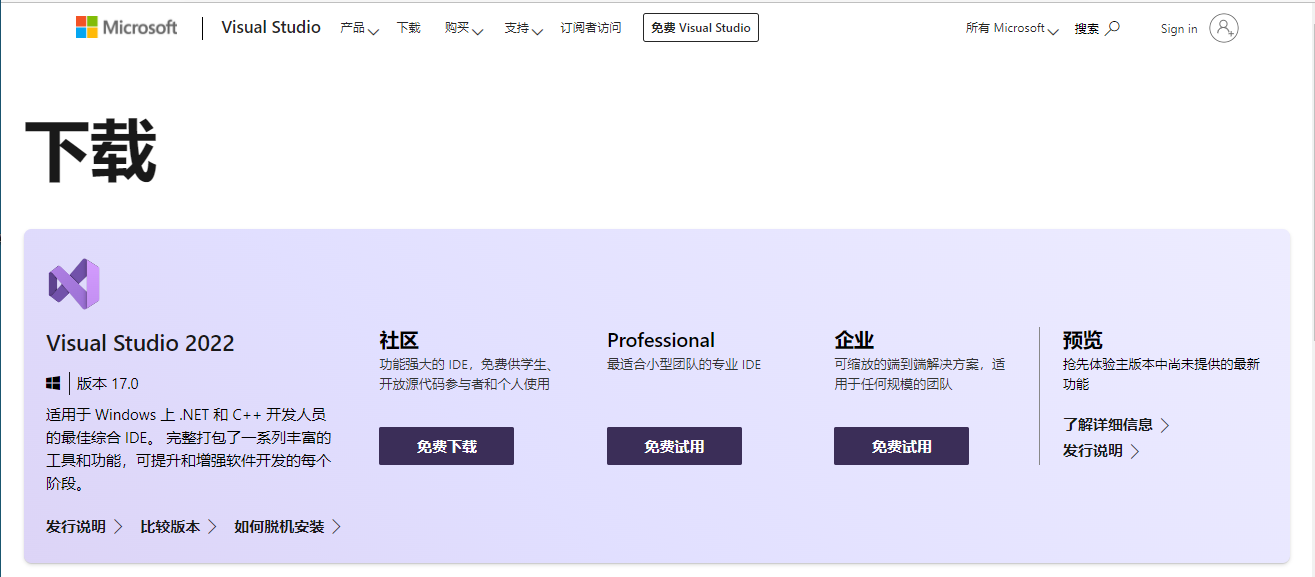 Microsoft
Visual Studio
产品
下载
购买
支持
订阅者访问
免费 Visual Studio
所有 Microsoft
搜索
Sign in
下载
Visual Studio 2022
版本 17.0
适用于 Windows 上 .NET 和 C++ 开发人员
的最佳综合 IDE。 完整打包了一系列丰富的
工具和功能，可提升和增强软件开发的每个
阶段。
发行说明
比较版本
如何脱机安装
社区
功能强大的 IDE，免费供学生、
开放源代码参与者和个人使用
免费下载
Professional
最适合小型团队的专业 IDE
免费试用
企业
可缩放的端到端解决方案，适
用于任何规模的团队
免费试用
预览
抢先体验主版本中尚未提供的最新
功能
了解详细信息
发行说明